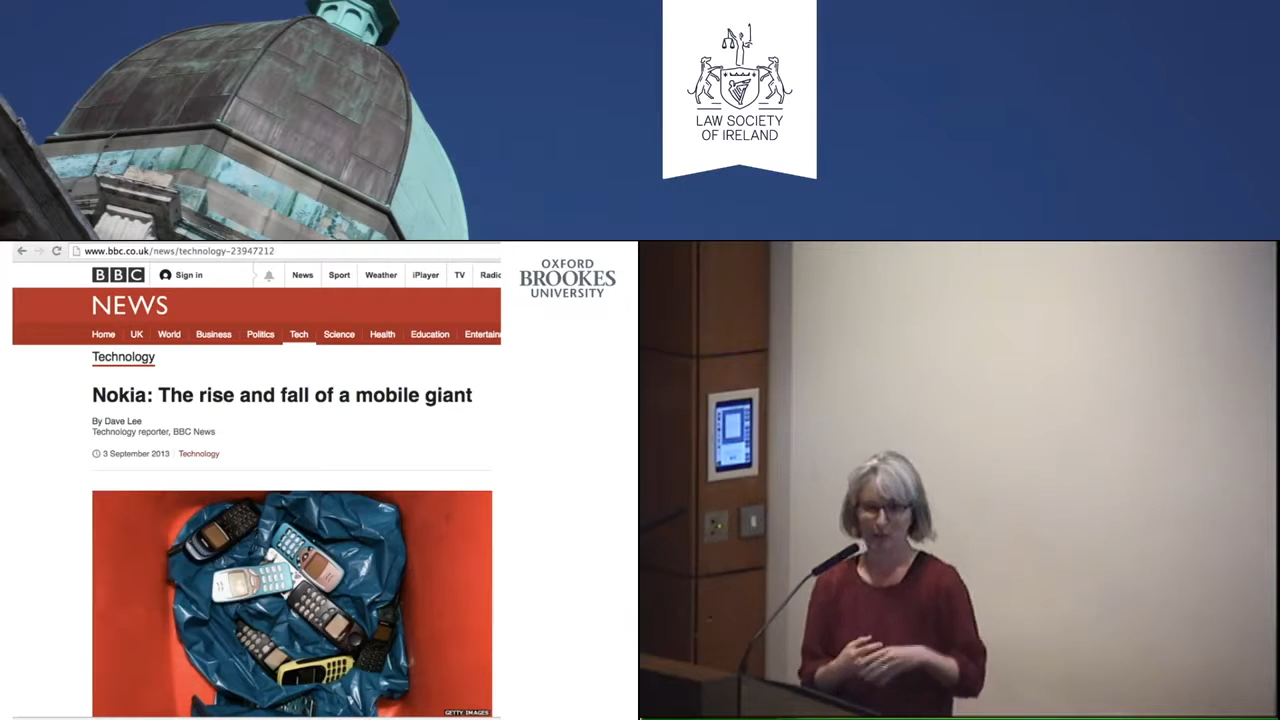 LAW SOCIETY
OF IRELAND
www.bbc.co.uk/news/technology-23947212
BBC Sign in News Sport Weather iPlayer TV Radio
NEWS
Home UK World Business Politics Tech Science Health Education Entertain
Technology
Nokia: The rise and fall of a mobile giant
By Dave Lee
Technology reporter, BBC News
3 September 2013 Technology
GETTY IMAGES
OXFORD
BROOKES
UNIVERSITY